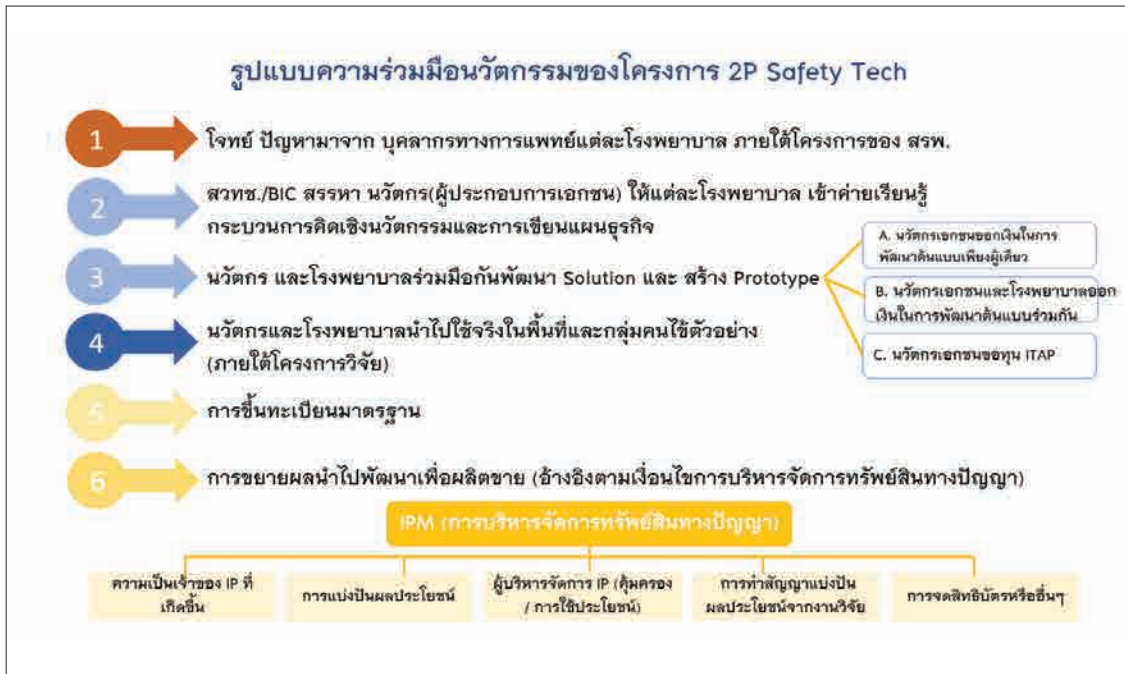 รูปแบบความร่วมมือนวัตกรรมของโครงการ 2P Safety Tech
1
โจทย์ ปัญหามาจาก บุคลากรทางการแพทย์แต่ละโรงพยาบาล ภายใต้โครงการของ สรพ.
2
สวทช./BIC สรรหา นวัตกร(ผู้ประกอบการเอกชน) ให้แต่ละโรงพยาบาล เข้าค่ายเรียนรู้
กระบวนการคิดเชิงนวัตกรรมและการเขียนแผนธุรกิจ
3
นวัตกร และโรงพยาบาลร่วมมือกันพัฒนา Solution และ สร้าง Prototype
A. นวัตกรเอกชนออกเงินในการ
พัฒนาต้นแบบเพียงผู้เดียว
B. นวัตกรเอกชนและโรงพยาบาลออก
เงินในการพัฒนาต้นแบบร่วมกัน
C. นวัตกรเอกชนขอทุน ITAP
4
นวัตกรและโรงพยาบาลนำไปใช้จริงในพื้นที่และกลุ่มคนไข้ตัวอย่าง
(ภายใต้โครงการวิจัย)
5
การขึ้นทะเบียนมาตรฐาน
6
การขยายผลนำไปพัฒนาเพื่อผลิตขาย (อ้างอิงตามเงื่อนไขการบริหารจัดการทรัพย์สินทางปัญญา)
IPM (การบริหารจัดการทรัพย์สินทางปัญญา)
ความเป็นเจ้าของ IP ที่
เกิดขึ้น
การแบ่งปันผลประโยชน์
ผู้บริหารจัดการ IP (คุ้มครอง
/ การใช้ประโยชน์)
การทำสัญญาแบ่งปัน
ผลประโยชน์จากงานวิจัย
การจดสิทธิบัตรหรืออื่นๆ